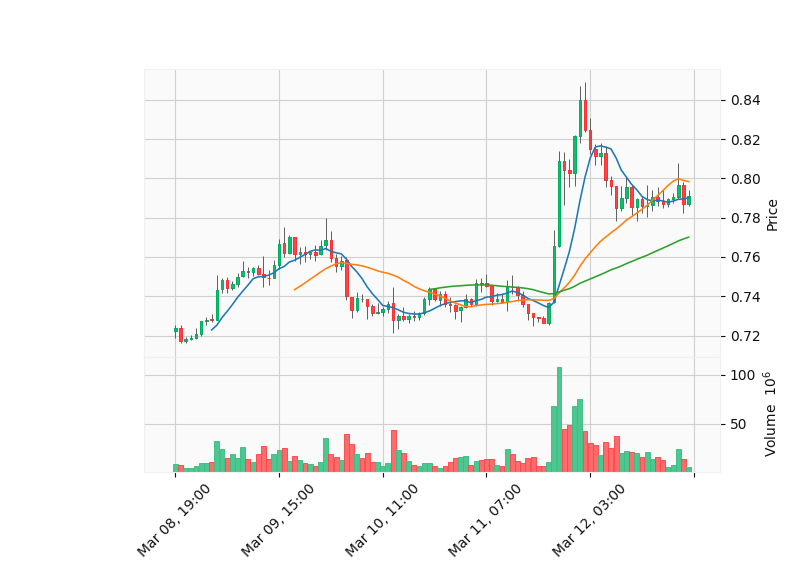 0.84
0.82
0.80
0.78
0.76
0.74
0.72
Price
100
50
Volume 10⁶
Mar 08, 19:00
Mar 09, 15:00
Mar 10, 11:00
Mar 11, 07:00
Mar 12, 03:00